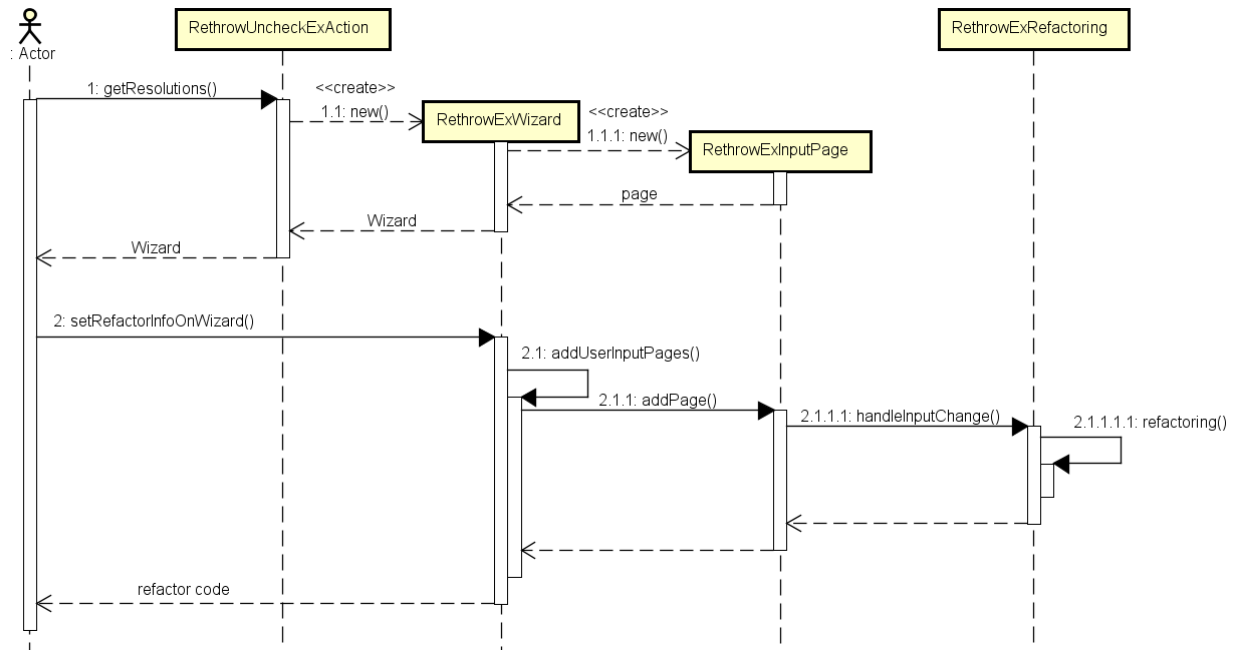 : Actor
RethrowUncheckExAction
RethrowExRefactoring
1: getResolutions()
<<create>>
1.1: new()
RethrowExWizard
<<create>>
1.1.1: new()
RethrowExInputPage
page
Wizard
Wizard
2: setRefactorInfoOnWizard()
2.1: addUserInputPages()
2.1.1: addPage()
2.1.1.1: handleInputChange()
2.1.1.1.1: refactoring()
refactor code